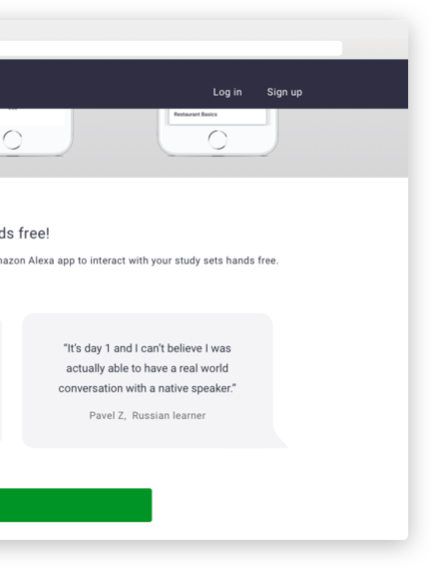 Log in Sign up
Restaurant Basics
ds free!
azon Alexa app to interact with your study sets hands free.
“It’s day 1 and I can’t believe I was
actually able to have a real world
conversation with a native speaker.”
Pavel Z, Russian learner